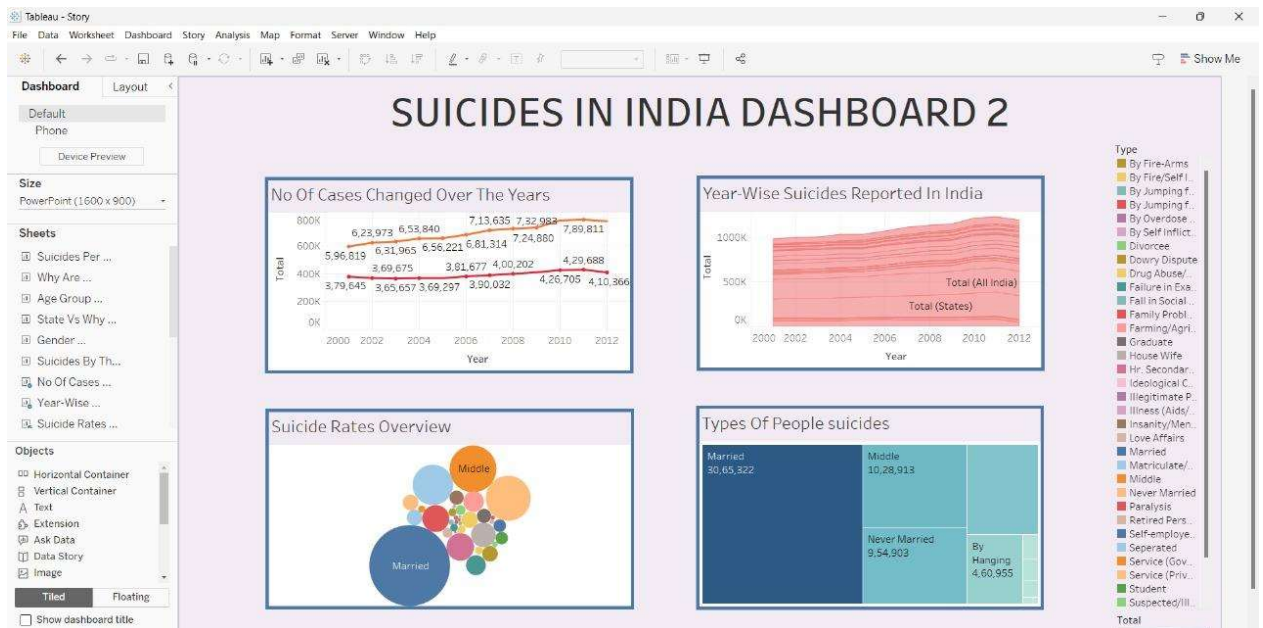 Tableau - Story
File Data Worksheet Dashboard Story Analysis Map Format Server Window Help
Show Me
Dashboard Layout
Default
Phone
Device Preview
Size
PowerPoint (1600 x 900)
Sheets
Suicides Per ...
Why Are ...
Age Group ...
State Vs Why ...
Gender ...
Suicides By Th...
No Of Cases ...
Year-Wise ...
Suicide Rates ...
Objects
Horizontal Container
Vertical Container
Text
Extension
Ask Data
Data Story
Image
Tiled Floating
Show dashboard title
SUICIDES IN INDIA DASHBOARD 2
No Of Cases Changed Over The Years
Total
800K
600K
400K
200K
0K
5,96,819
6,23,973
6,31,965
6,53,840
6,56,221
6,81,314
7,13,635
7,24,880
7,32,983
7,89,811
3,79,645
3,69,675
3,65,657
3,69,297
3,81,677
3,90,032
4,00,202
4,26,705
4,29,688
4,10,366
2000 2002 2004 2006 2008 2010 2012
Year
Year-Wise Suicides Reported In India
Total
1000K
500K
0K
Total (All India)
Total (States)
2000 2002 2004 2006 2008 2010 2012
Year
Suicide Rates Overview
Middle
Married
Types Of People suicides
Married
30,65,322
Middle
10,28,913
Never Married
9,54,903
By
Hanging
4,60,955
Type
By Fire-Arms
By Fire/Self I..
By Jumping f..
By Jumping f..
By Overdose ..
By Self Inflict..
Divorcee
Dowry Dispute
Drug Abuse/..
Failure in Exa..
Fall in Social ..
Family Probl..
Farming/Agri..
Graduate
House Wife
Hr. Secondar..
Ideological C..
Illegitimate P..
Illness (Aids/..
Insanity/Men..
Love Affairs
Married
Matriculate/..
Middle
Never Married
Paralysis
Retired Pers..
Self-employe..
Seperated
Service (Gov..
Service (Priv..
Student
Suspected/Ill..
Total